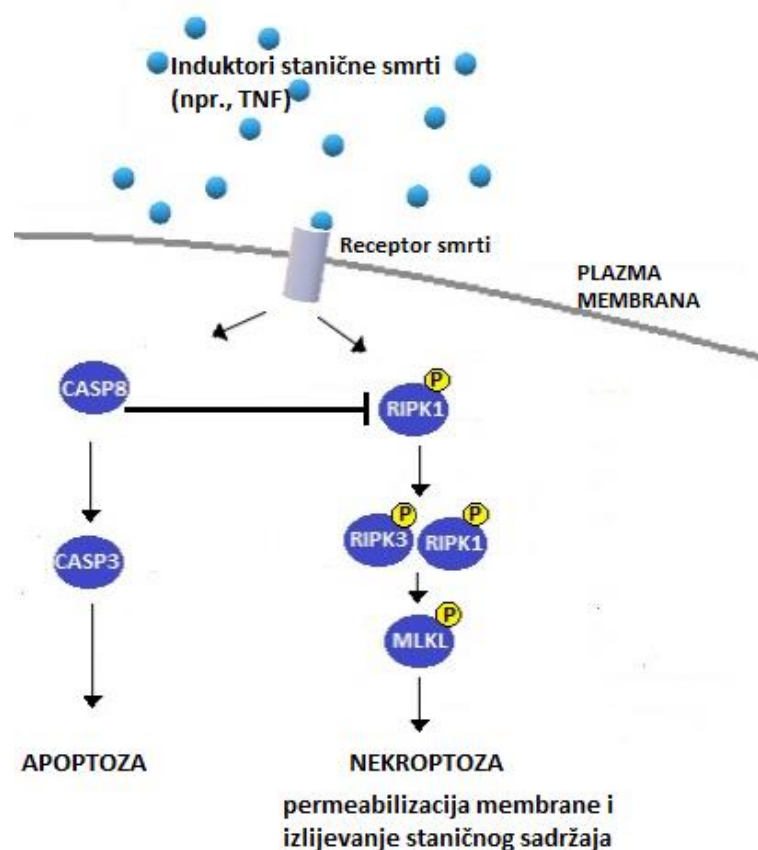 Induktori stanične smrti
(npr., TNF)
Receptor smrti
PLAZMA
MEMBRANA
CASP8
P
RIPK1
P
P
RIPK3
RIPK1
CASP3
P
MLKL
APOPTOZA
NEKROPTOZA
permeabilizacija membrane i
izlijevanje staničnog sadržaja